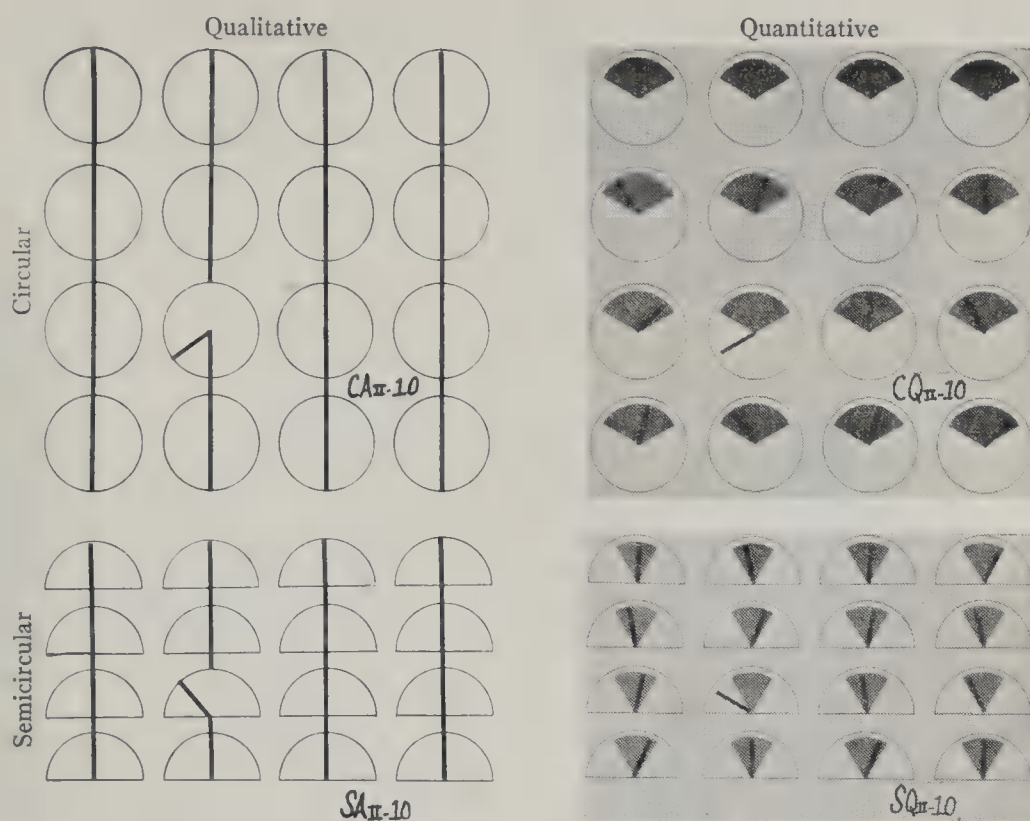 Qualitative
Quantitative
Circular
CAII-10
CQII-10
Semicircular
SAII-10
SQII-10